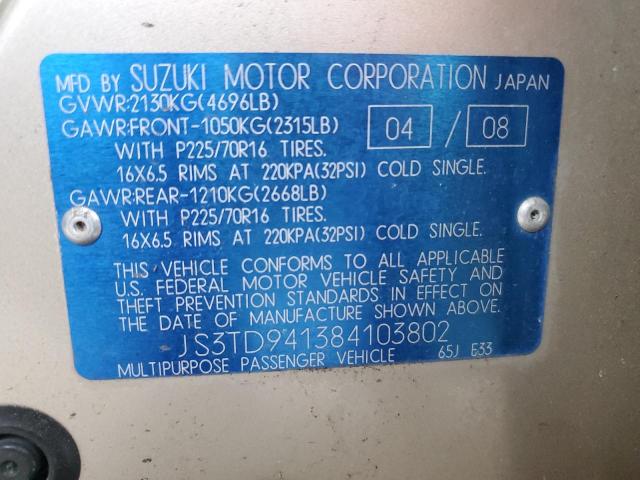 MFD BY SUZUKI MOTOR CORPORATION JAPAN
GVWR:2130KG(4696LB)
GAWR:FRONT-1050KG(2315LB) 04 / 08
WITH P225/70R16 TIRES.
16X6.5 RIMS AT 220KPA(32PSI) COLD SINGLE.
GAWR:REAR-1210KG(2668LB)
WITH P225/70R16 TIRES.
16X6.5 RIMS AT 220KPA(32PSI) COLD SINGLE.
THIS VEHICLE CONFORMS TO ALL APPLICABLE
U.S. FEDERAL MOTOR VEHICLE SAFETY AND
THEFT PREVENTION STANDARDS IN EFFECT ON
THE DATE OF MANUFACTURE SHOWN ABOVE.
JS3TD941384103802
MULTIPURPOSE PASSENGER VEHICLE 65J E33